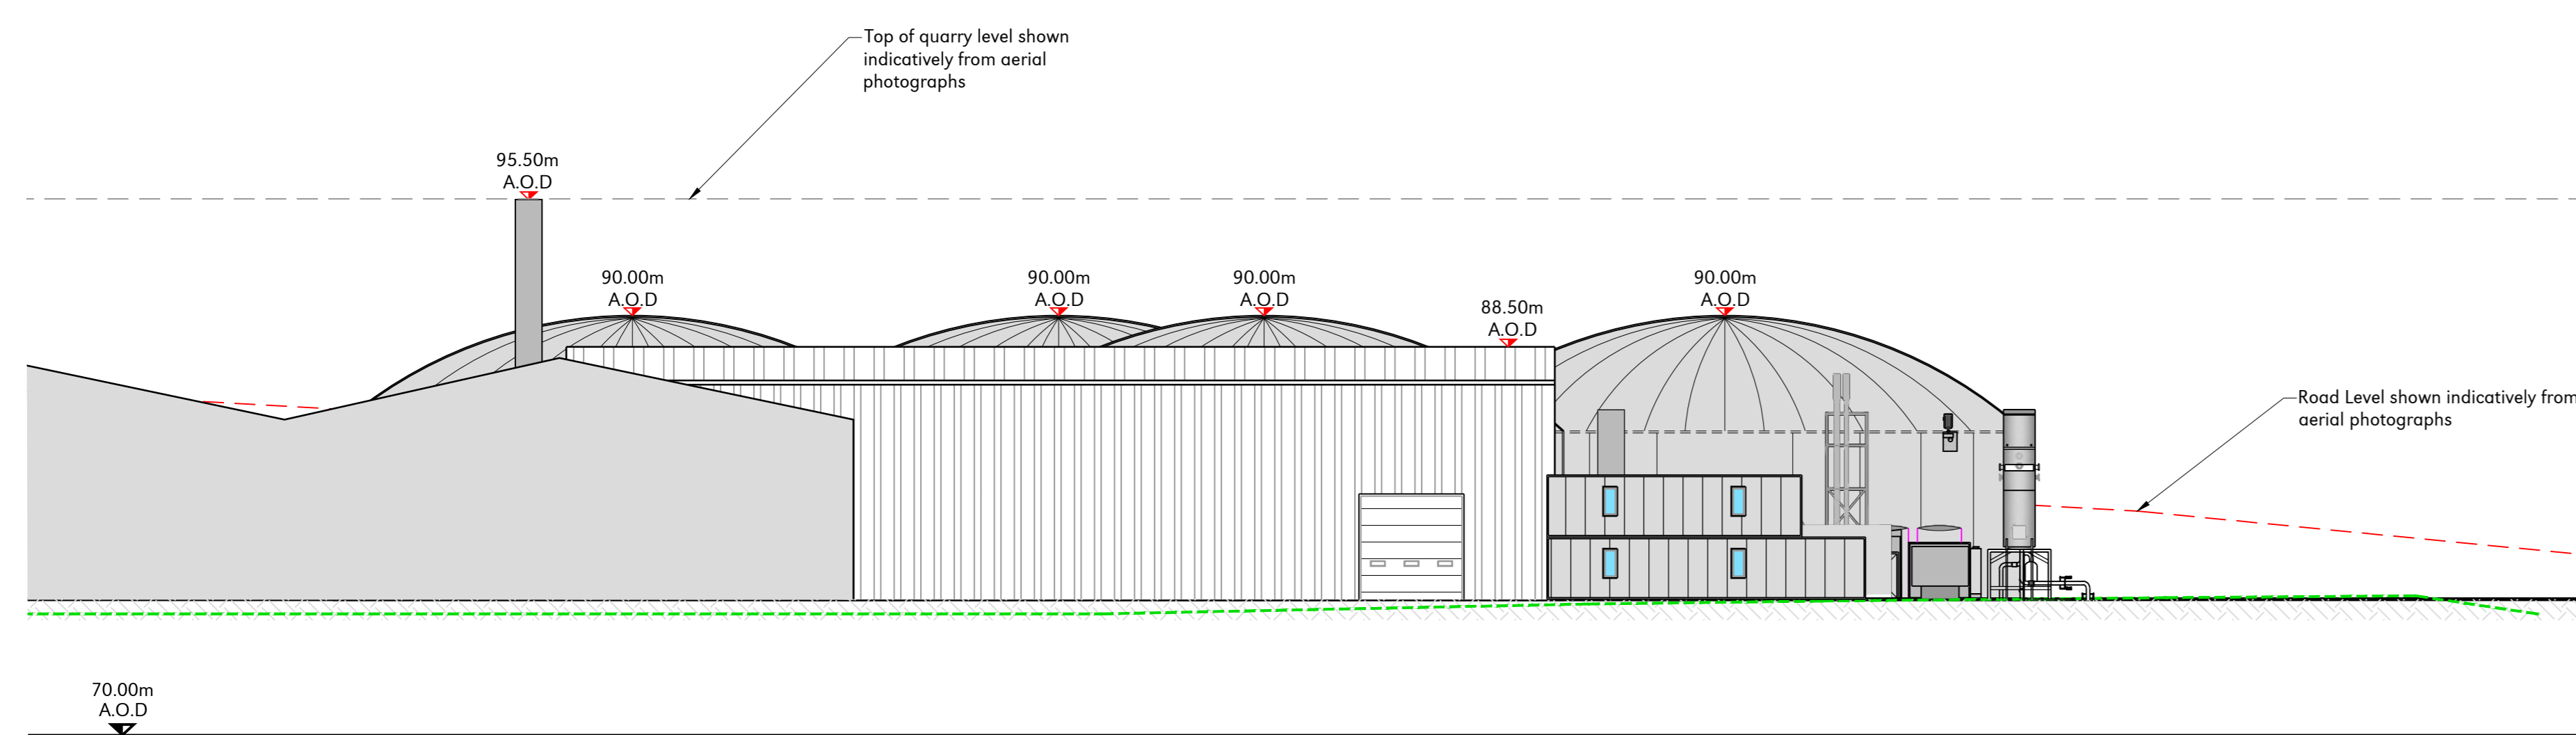 Top of quarry level shown
indicatively from aerial
photographs
95.50m
A.O.D
90.00m
A.O.D
90.00m
A.O.D
90.00m
A.O.D
88.50m
A.O.D
90.00m
A.O.D
Road Level shown indicatively from
aerial photographs
70.00m
A.O.D